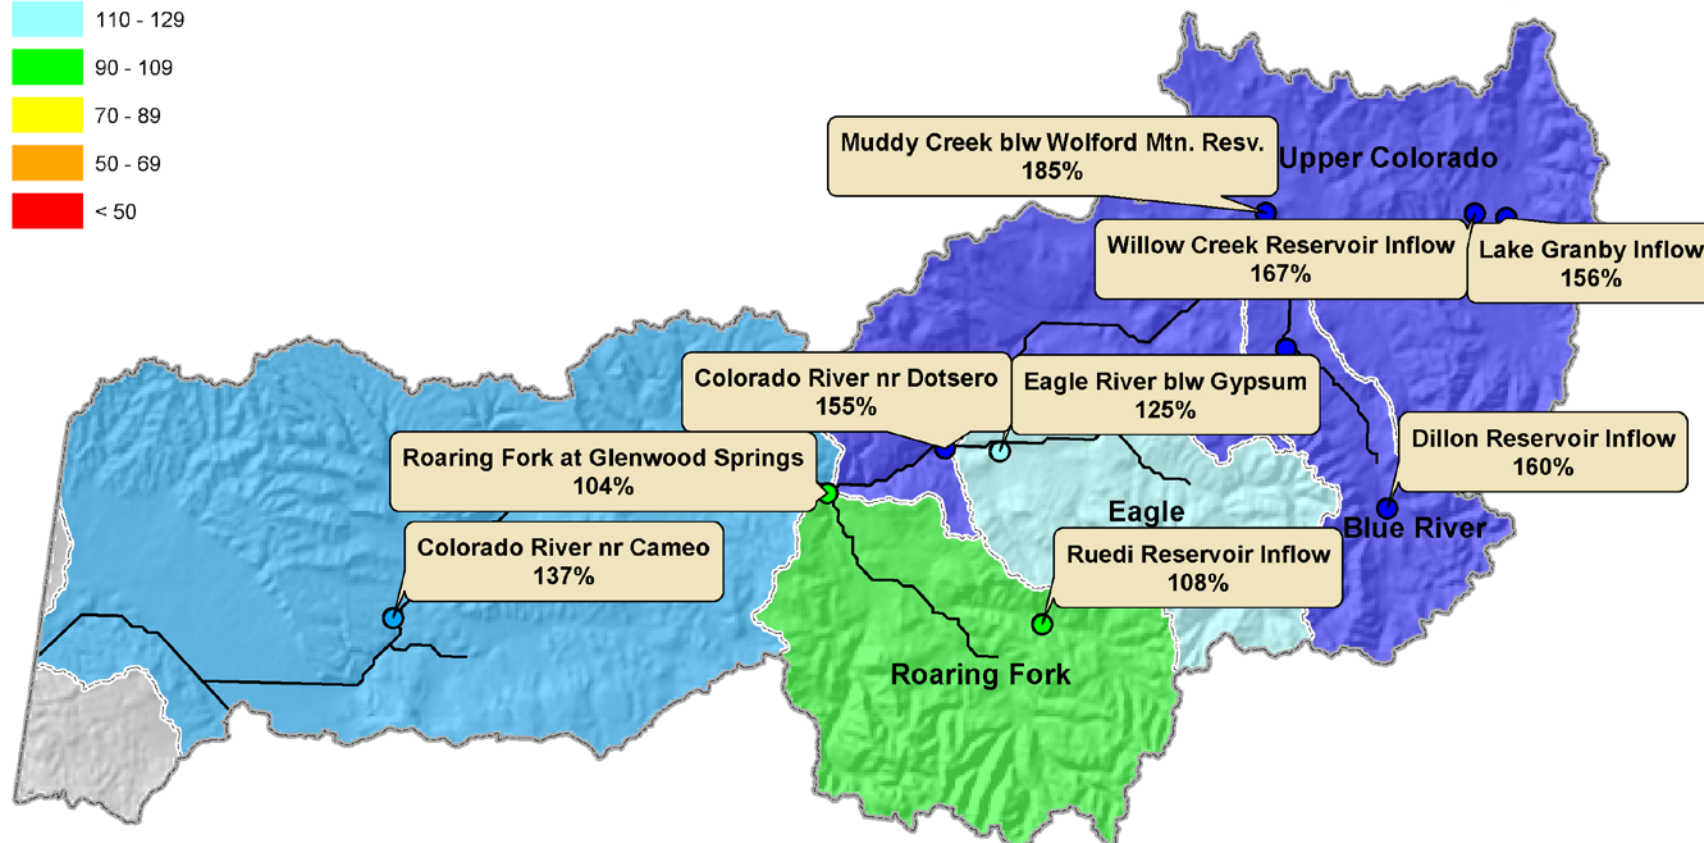 110 - 129
90 - 109
70 - 89
50 - 69
< 50
Muddy Creek blw Wolford Mtn. Resv.
185%
Upper Colorado
Willow Creek Reservoir Inflow
167%
Lake Granby Inflow
156%
Colorado River nr Dotsero
155%
Eagle River blw Gypsum
125%
Dillon Reservoir Inflow
160%
Roaring Fork at Glenwood Springs
104%
Eagle
Blue River
Colorado River nr Cameo
137%
Ruedi Reservoir Inflow
108%
Roaring Fork